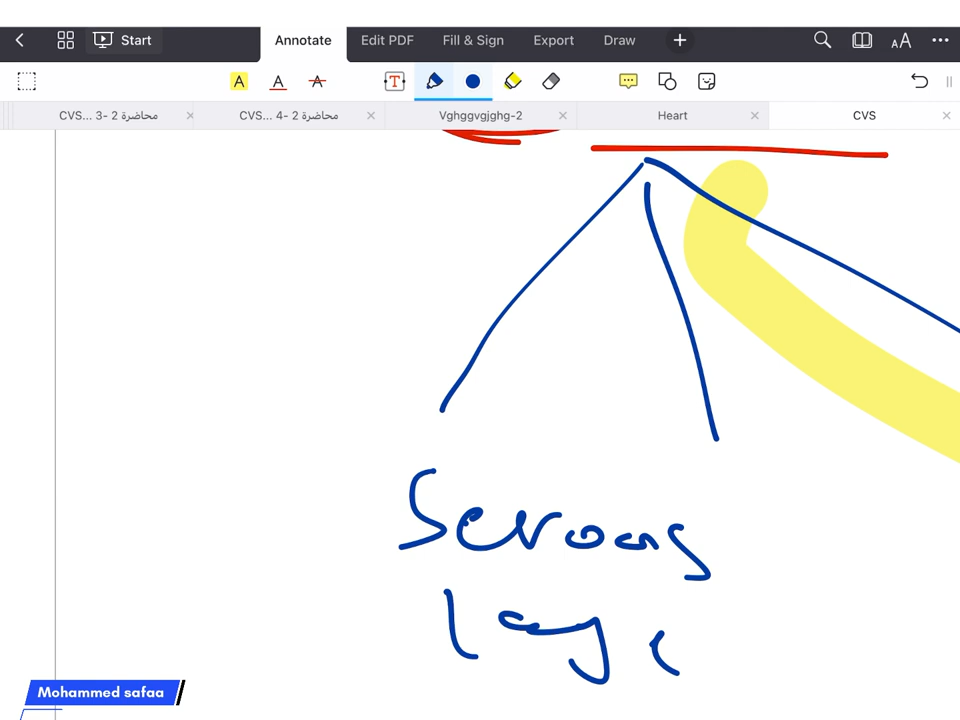 Start
Annotate Edit PDF Fill & Sign Export Draw
CVS... محاضرة 2 -3 CVS... محاضرة 2 -4 Vghggvgjghg-2 Heart CVS
Serous
laye
Mohammed safaa